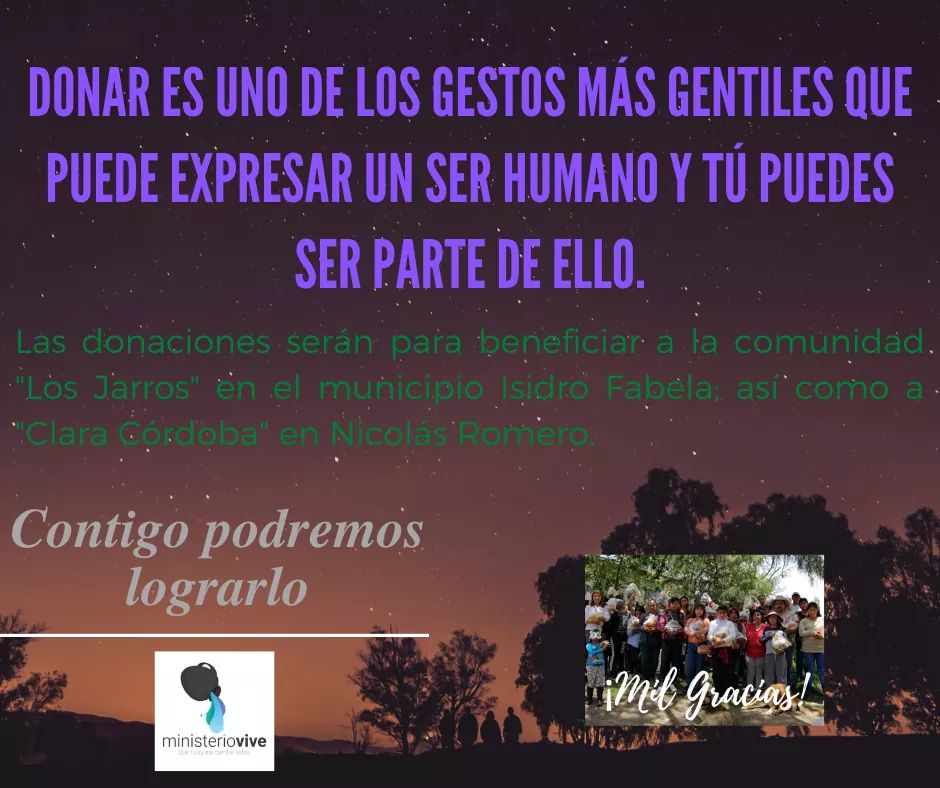 DONAR ES UNO DE LOS GESTOS MÁS GENTILES QUE
PUEDE EXPRESAR UN SER HUMANO Y TÚ PUEDES
SER PARTE DE ELLO.
Las donaciones serán para beneficiar a la comunidad
"Los Jarros" en el municipio Isidro Fabela; así como a
"Clara Córdoba" en Nicolás Romero.
Contigo podremos
lograrlo
¡Mil Gracias!
ministeriovive